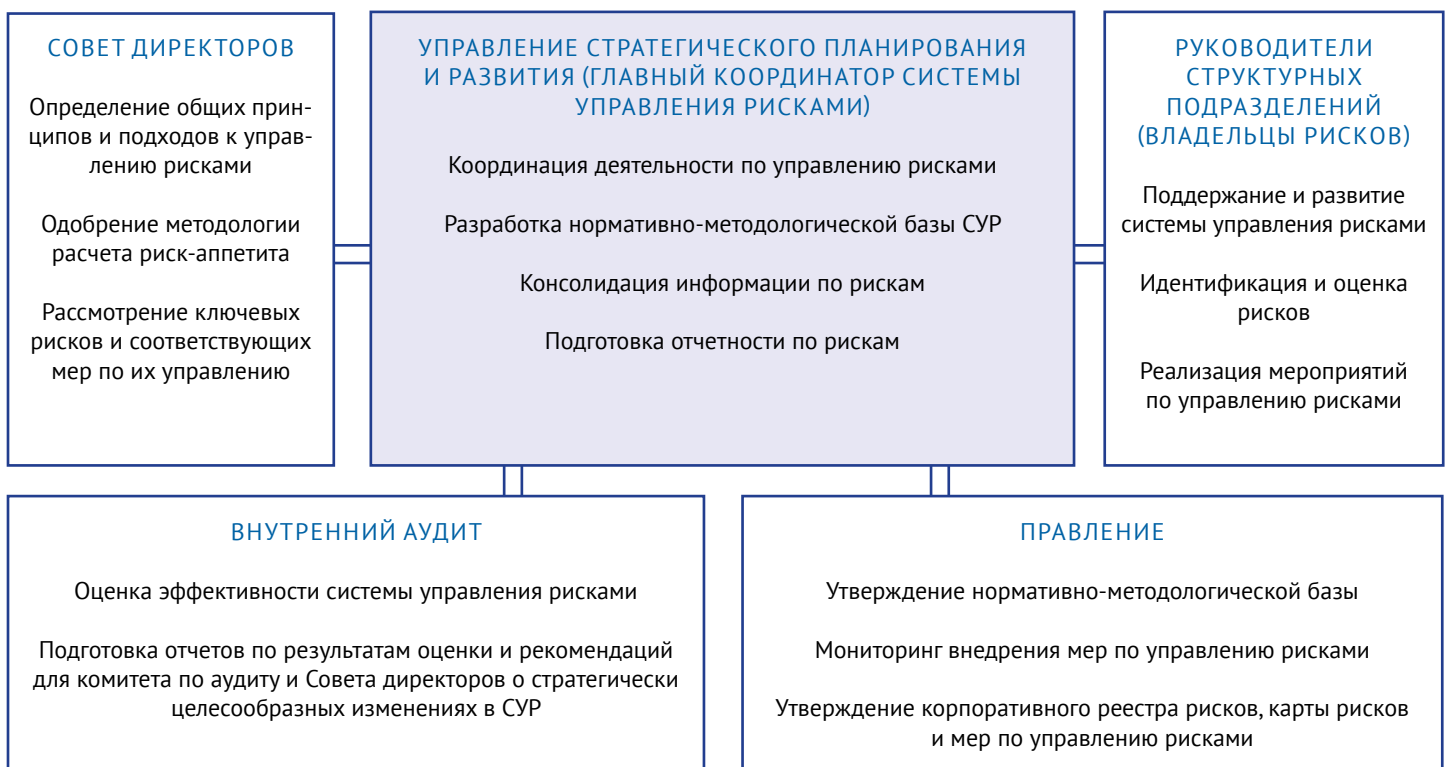 СОВЕТ ДИРЕКТОРОВ
Определение общих прин-
ципов и подходов к управ-
лению рисками
Одобрение методологии
расчета риск-аппетита
Рассмотрение ключевых
рисков и соответствующих
мер по их управлению
УПРАВЛЕНИЕ СТРАТЕГИЧЕСКОГО ПЛАНИРОВАНИЯ
И РАЗВИТИЯ (ГЛАВНЫЙ КООРДИНАТОР СИСТЕМЫ
УПРАВЛЕНИЯ РИСКАМИ)
Координация деятельности по управлению рисками
Разработка нормативно-методологической базы СУР
Консолидация информации по рискам
Подготовка отчетности по рискам
РУКОВОДИТЕЛИ
СТРУКТУРНЫХ
ПОДРАЗДЕЛЕНИЙ
(ВЛАДЕЛЬЦЫ РИСКОВ)
Поддержание и развитие
системы управления рисками
Идентификация и оценка
рисков
Реализация мероприятий
по управлению рисками
ВНУТРЕННИЙ АУДИТ
Оценка эффективности системы управления рисками
Подготовка отчетов по результатам оценки и рекомендаций
для комитета по аудиту и Совета директоров о стратегически
целесообразных изменениях в СУР
ПРАВЛЕНИЕ
Утверждение нормативно-методологической базы
Мониторинг внедрения мер по управлению рисками
Утверждение корпоративного реестра рисков, карты рисков
и мер по управлению рисками